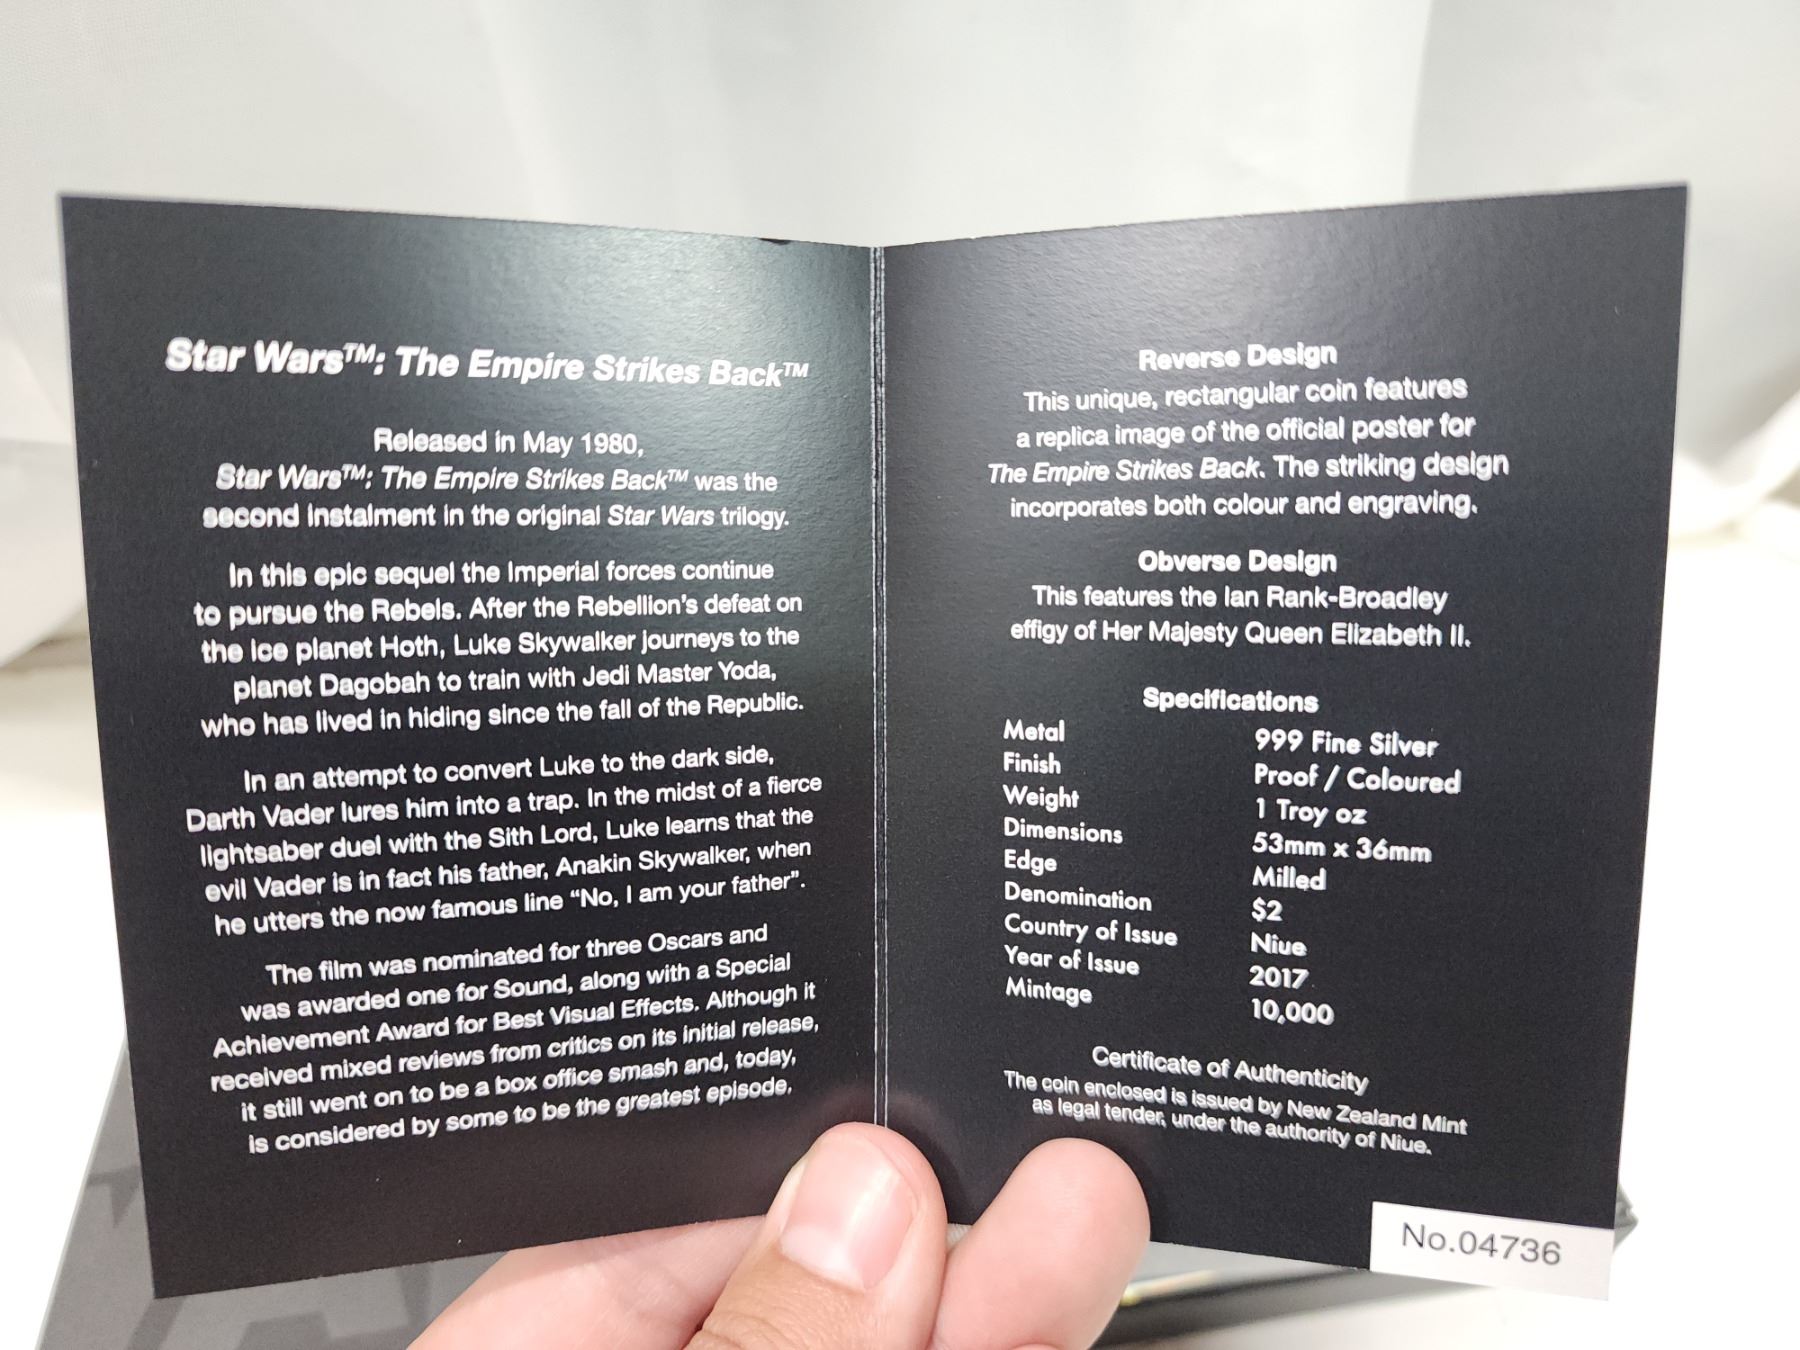 Star Wars™: The Empire Strikes Back™
Released in May 1980,
Star Wars™: The Empire Strikes Back™ was the
second instalment in the original Star Wars trilogy.
In this epic sequel the Imperial forces continue
to pursue the Rebels. After the Rebellion's defeat on
the ice planet Hoth, Luke Skywalker journeys to the
planet Dagobah to train with Jedi Master Yoda,
who has lived in hiding since the fall of the Republic.
In an attempt to convert Luke to the dark side,
Darth Vader lures him into a trap. In the midst of a fierce
lightsaber duel with the Sith Lord, Luke learns that the
evil Vader is in fact his father, Anakin Skywalker, when
he utters the now famous line “No, I am your father”.
The film was nominated for three Oscars and
was awarded one for Sound, along with a Special
Achievement Award for Best Visual Effects. Although it
received mixed reviews from critics on its initial release,
it still went on to be a box office smash and, today,
is considered by some to be the greatest episode.
Reverse Design
This unique, rectangular coin features
a replica image of the official poster for
The Empire Strikes Back. The striking design
incorporates both colour and engraving.
Obverse Design
This features the Ian Rank-Broadley
effigy of Her Majesty Queen Elizabeth II.
Specifications
Metal 999 Fine Silver
Finish Proof / Coloured
Weight 1 Troy oz
Dimensions 53mm x 36mm
Edge Milled
Denomination $2
Country of Issue Niue
Year of Issue 2017
Mintage 10,000
Certificate of Authenticity
The coin enclosed is issued by New Zealand Mint
as legal tender, under the authority of Niue.
No.04736